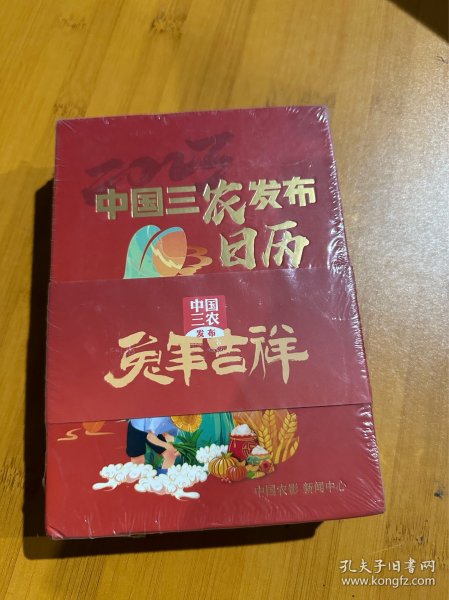 中国三农发布
日历
中国
三农
发布
兔年吉祥
中国农影 新闻中心
孔夫子旧书网
www.kongfz.com